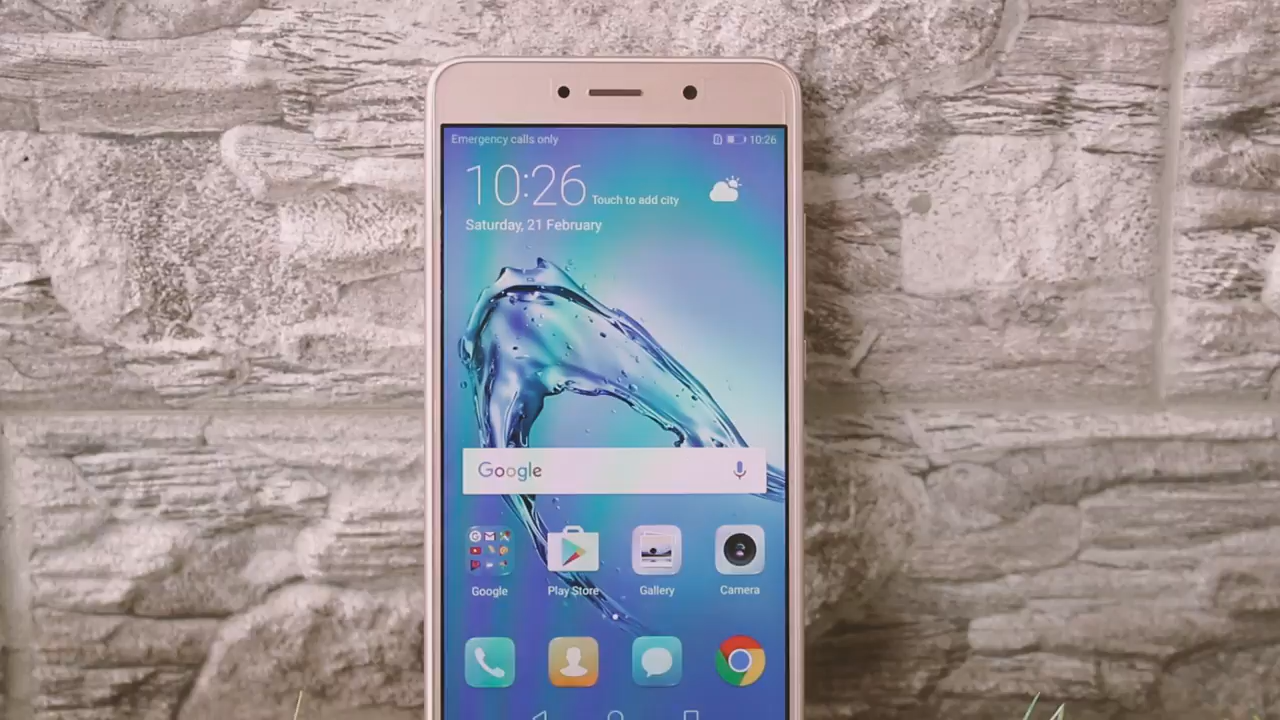 Emergency calls only 10:26
10:26 Touch to add city
Saturday, 21 February
Google
Google Play Store Gallery Camera